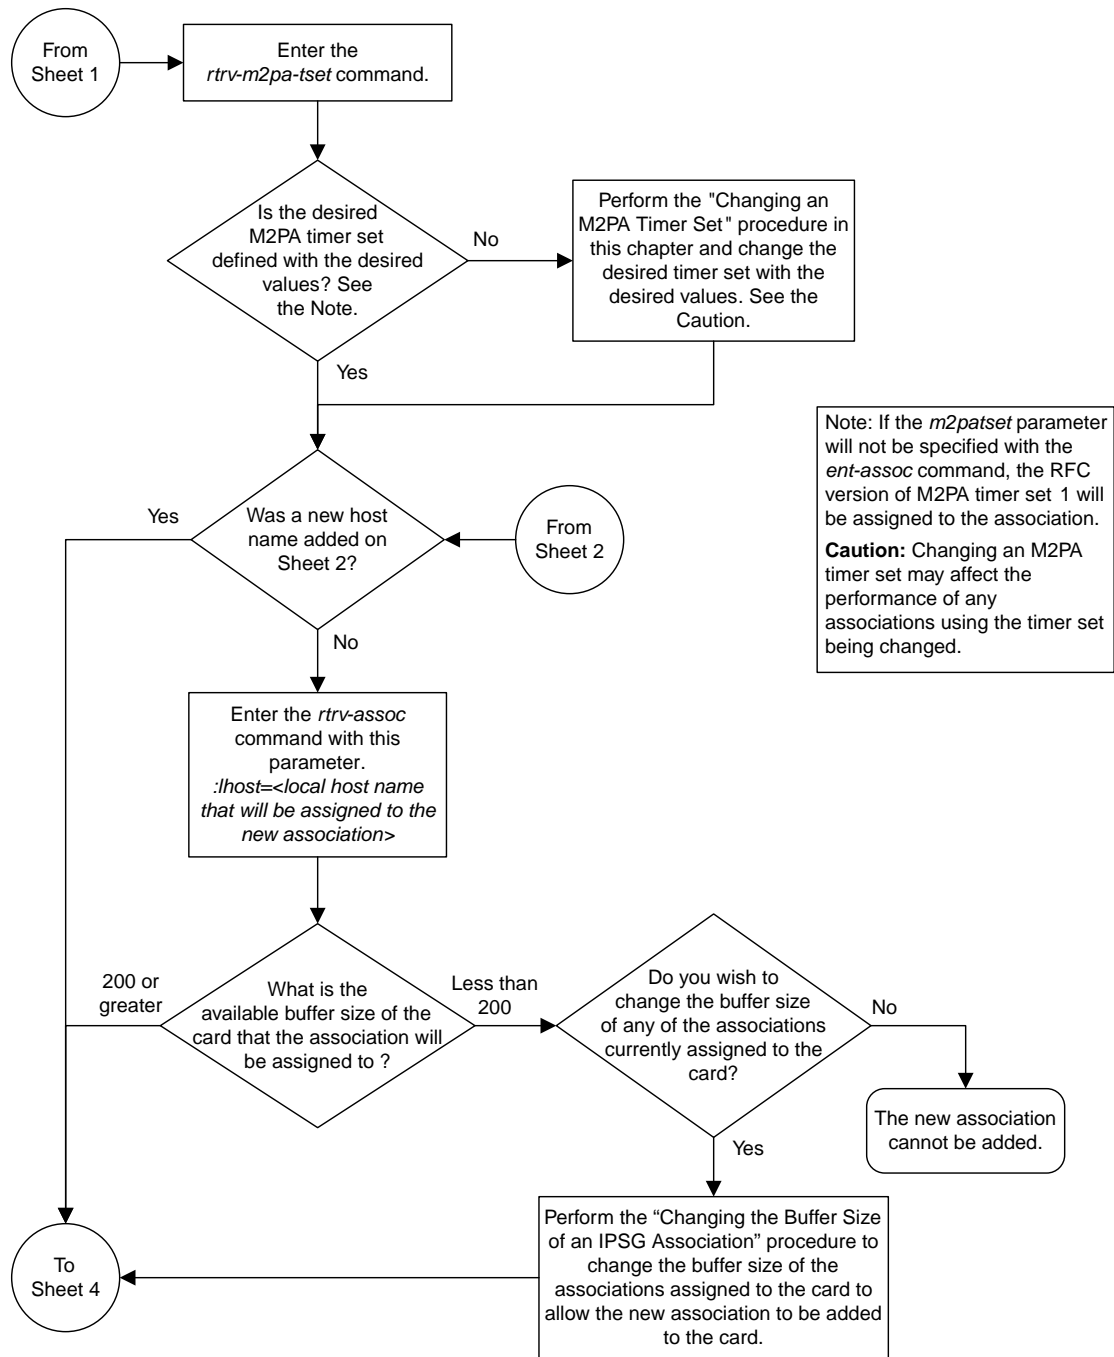 From
Sheet 1
Enter the
rtrv-m2pa-tset command.
Is the desired
M2PA timer set
defined with the desired
values? See
the Note.
No
Perform the "Changing an
M2PA Timer Set" procedure in
this chapter and change the
desired timer set with the
desired values. See the
Caution.
Yes
Note: If the m2patset parameter
will not be specified with the
ent-assoc command, the RFC
version of M2PA timer set 1 will
be assigned to the association.
Caution: Changing an M2PA
timer set may affect the
performance of any
associations using the timer set
being changed.
Yes
Was a new host
name added on
Sheet 2?
From
Sheet 2
No
Enter the rtrv-assoc
command with this
parameter.
:lhost=<local host name
that will be assigned to the
new association>
200 or
greater
What is the
available buffer size of the
card that the association will
be assigned to ?
Less than
200
Do you wish to
change the buffer size
of any of the associations
currently assigned to the
card?
No
The new association
cannot be added.
Yes
Perform the “Changing the Buffer Size
of an IPSG Association” procedure to
change the buffer size of the
associations assigned to the card to
allow the new association to be added
to the card.
To
Sheet 4